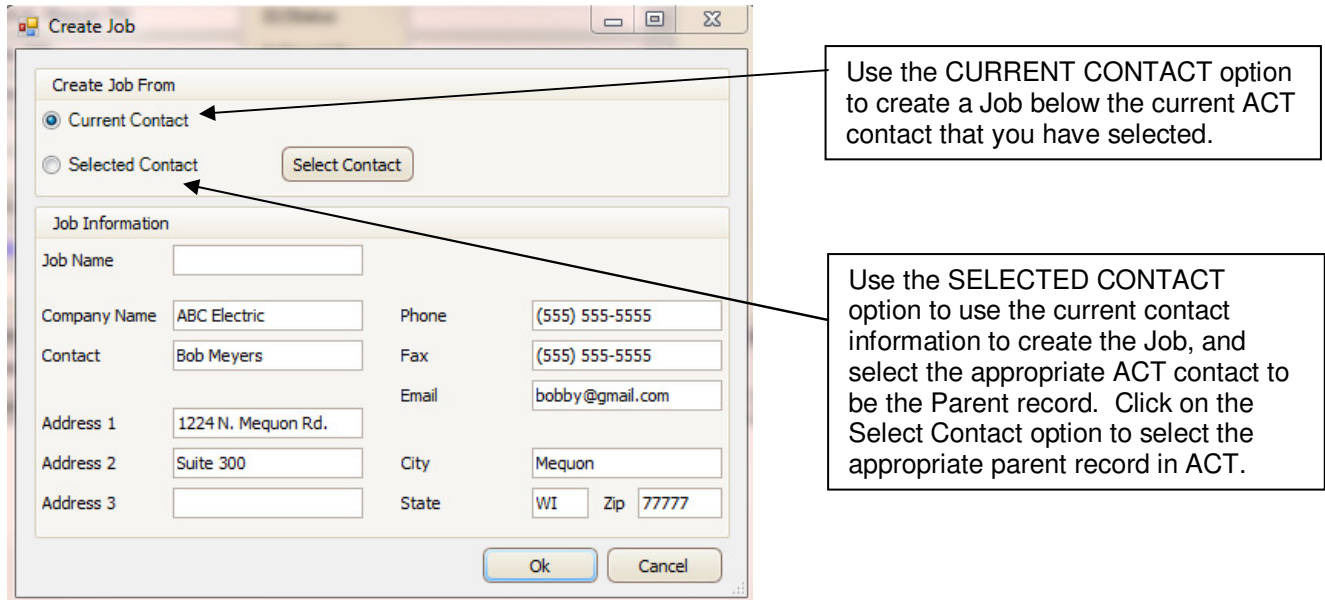 Create Job
Create Job From
Current Contact
Selected Contact Select Contact
Job Information
Job Name
Company Name ABC Electric Phone (555) 555-5555
Contact Bob Meyers Fax (555) 555-5555
Email bobby@gmail.com
Address 1 1224 N. Mequon Rd.
Address 2 Suite 300 City Mequon
Address 3 State WI Zip 77777
Ok Cancel
Use the CURRENT CONTACT option
to create a Job below the current ACT
contact that you have selected.
Use the SELECTED CONTACT
option to use the current contact
information to create the Job, and
select the appropriate ACT contact to
be the Parent record. Click on the
Select Contact option to select the
appropriate parent record in ACT.